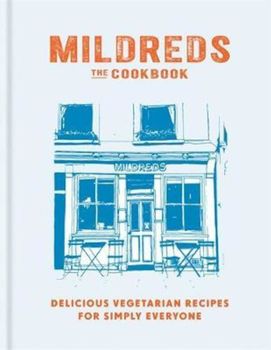 MILDREDS
THE COOKBOOK
MILDREDS
DELICIOUS VEGETARIAN RECIPES
FOR SIMPLY EVERYONE